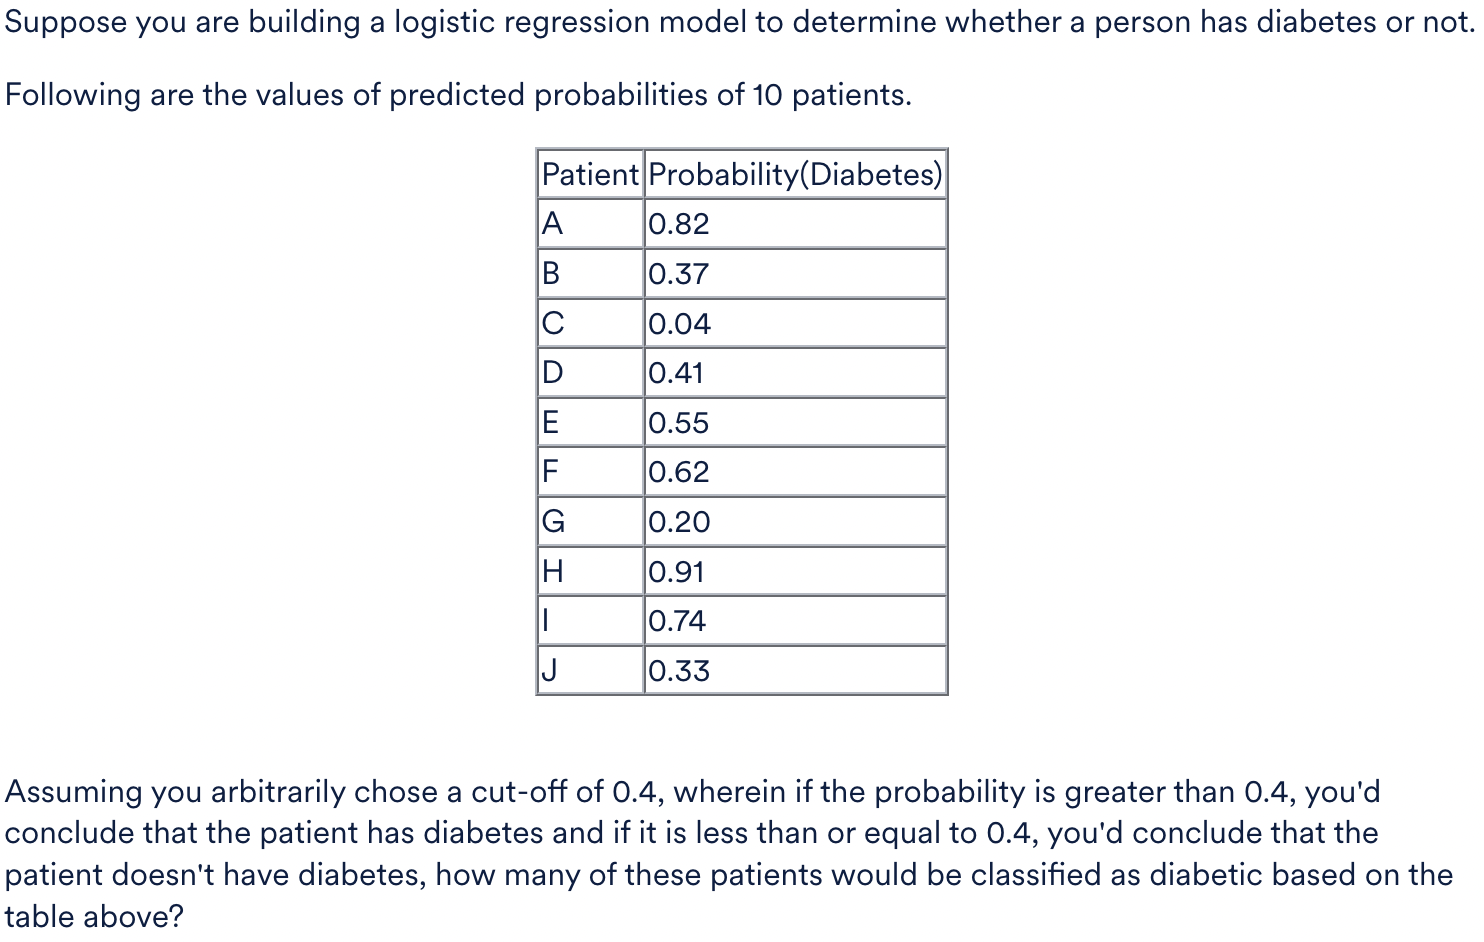 Suppose you are building a logistic regression model to determine whether a person has diabetes or not.
Following are the values of predicted probabilities of 10 patients.
Patient Probability(Diabetes)
A 0.82
B 0.37
C 0.04
D 0.41
E 0.55
F 0.62
G 0.20
H 0.91
I 0.74
J 0.33
Assuming you arbitrarily chose a cut-off of 0.4, wherein if the probability is greater than 0.4, you'd
conclude that the patient has diabetes and if it is less than or equal to 0.4, you'd conclude that the
patient doesn't have diabetes, how many of these patients would be classified as diabetic based on the
table above?